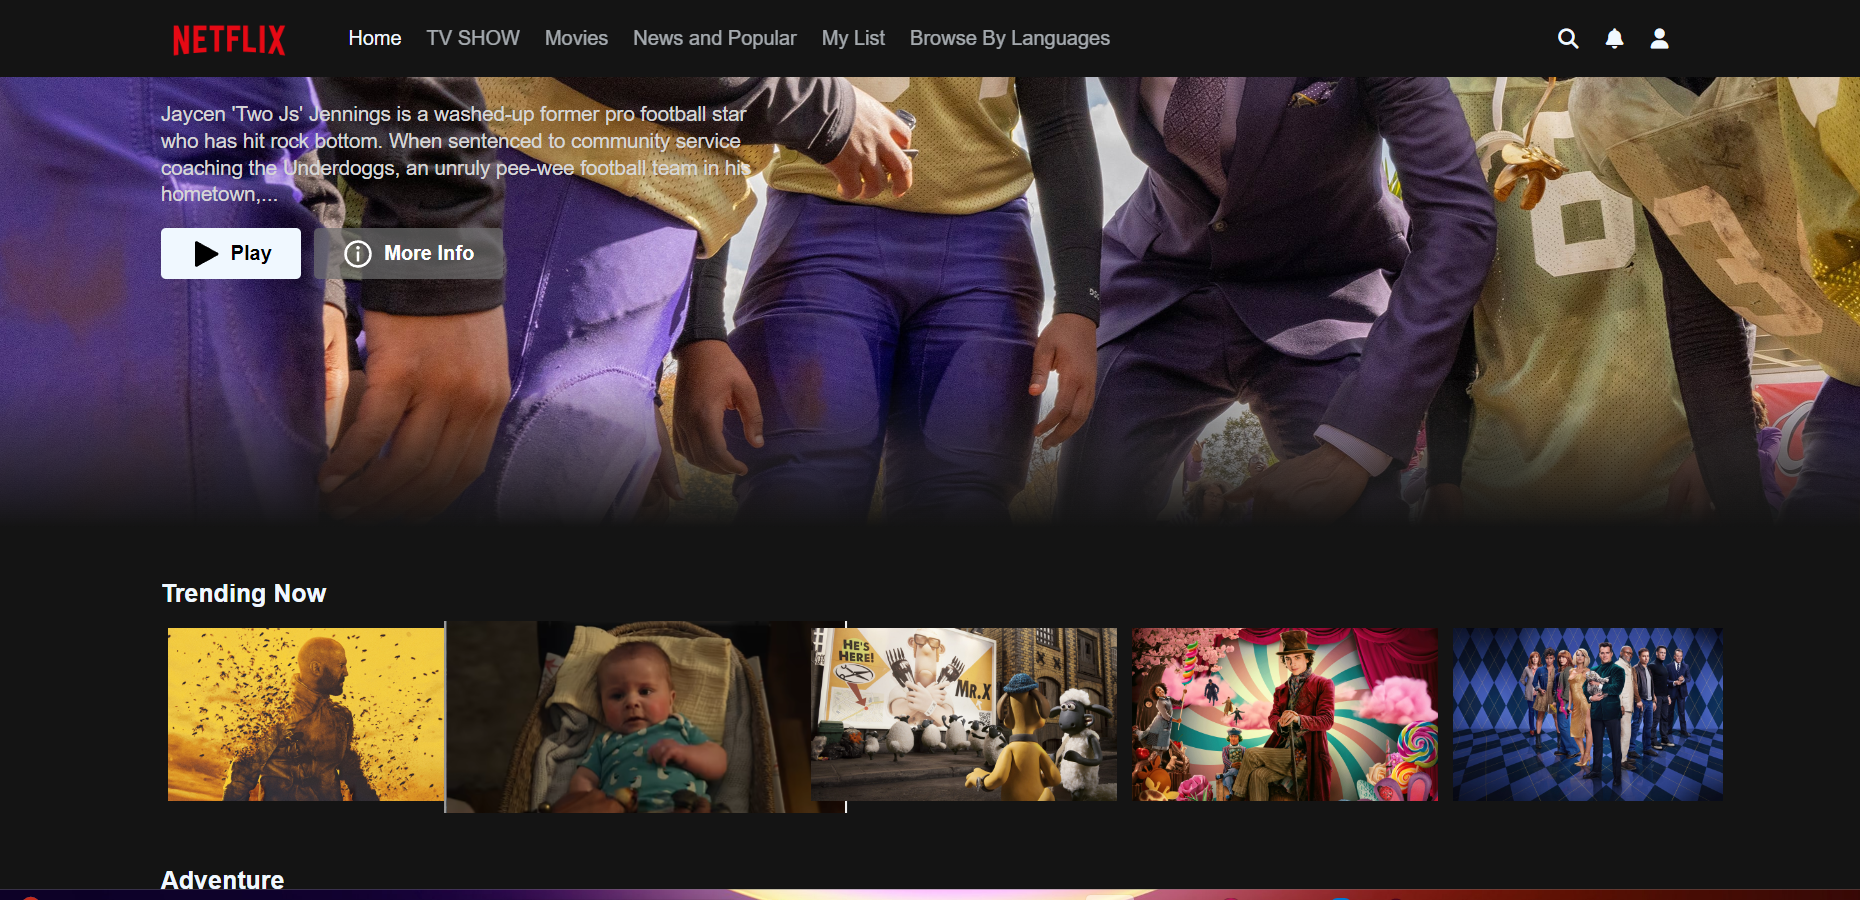 NETFLIX Home TV SHOW Movies News and Popular My List Browse By Languages
Jaycen 'Two Js' Jennings is a washed-up former pro football star
who has hit rock bottom. When sentenced to community service
coaching the Underdoggs, an unruly pee-wee football team in his
hometown,...
Play More Info
Trending Now
HE'S
HERE!
MR.X
Adventure